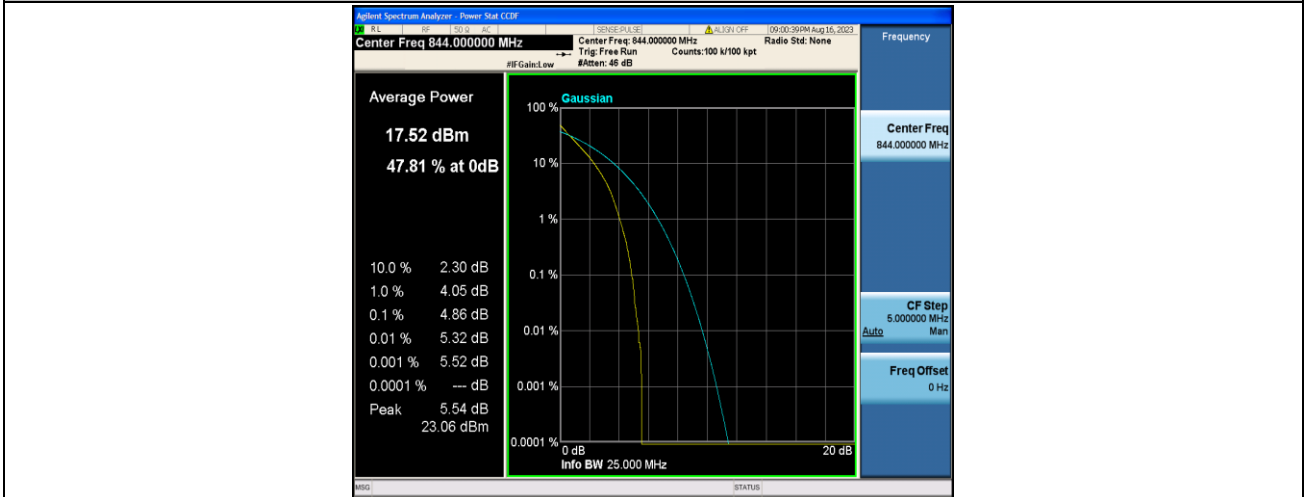 Agilent Spectrum Analyzer - Power Stat CCDF
RL RF 50 Ω AC SENSE:PULSE ALIGN OFF 09:00:39 PM Aug 16, 2023
Center Freq 844.000000 MHz
Center Freq: 844.000000 MHz Radio Std: None
Trig: Free Run Counts:100 k/100 kpt
#IFGain:Low #Atten: 46 dB
Frequency
Average Power
17.52 dBm
47.81 % at 0dB
10.0 % 2.30 dB
1.0 % 4.05 dB
0.1 % 4.86 dB
0.01 % 5.32 dB
0.001 % 5.52 dB
0.0001 % --- dB
Peak 5.54 dB
23.06 dBm
Gaussian
100 %
10 %
1 %
0.1 %
0.01 %
0.001 %
0.0001 %
0 dB 20 dB
Info BW 25.000 MHz
Center Freq
844.000000 MHz
CF Step
5.000000 MHz
Auto Man
Freq Offset
0 Hz
MSG STATUS